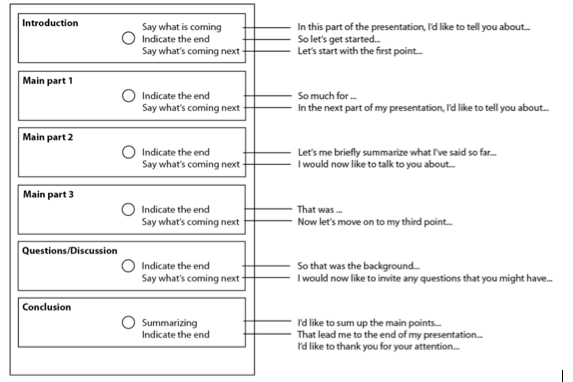 Introduction
Say what is coming In this part of the presentation, I'd like to tell you about...
Indicate the end So let's get started...
Say what's coming next Let's start with the first point...
Main part 1
Indicate the end So much for ...
Say what's coming next In the next part of my presentation, I'd like to tell you about...
Main part 2
Indicate the end Let's me briefly summarize what I've said so far...
Say what's coming next I would now like to talk to you about...
Main part 3
Indicate the end That was ...
Say what's coming next Now let's move on to my third point...
Questions/Discussion
Indicate the end So that was the background...
Say what's coming next I would now like to invite any questions that you might have...
Conclusion
Summarizing I'd like to sum up the main points...
Indicate the end That lead me to the end of my presentation...
I'd like to thank you for your attention...